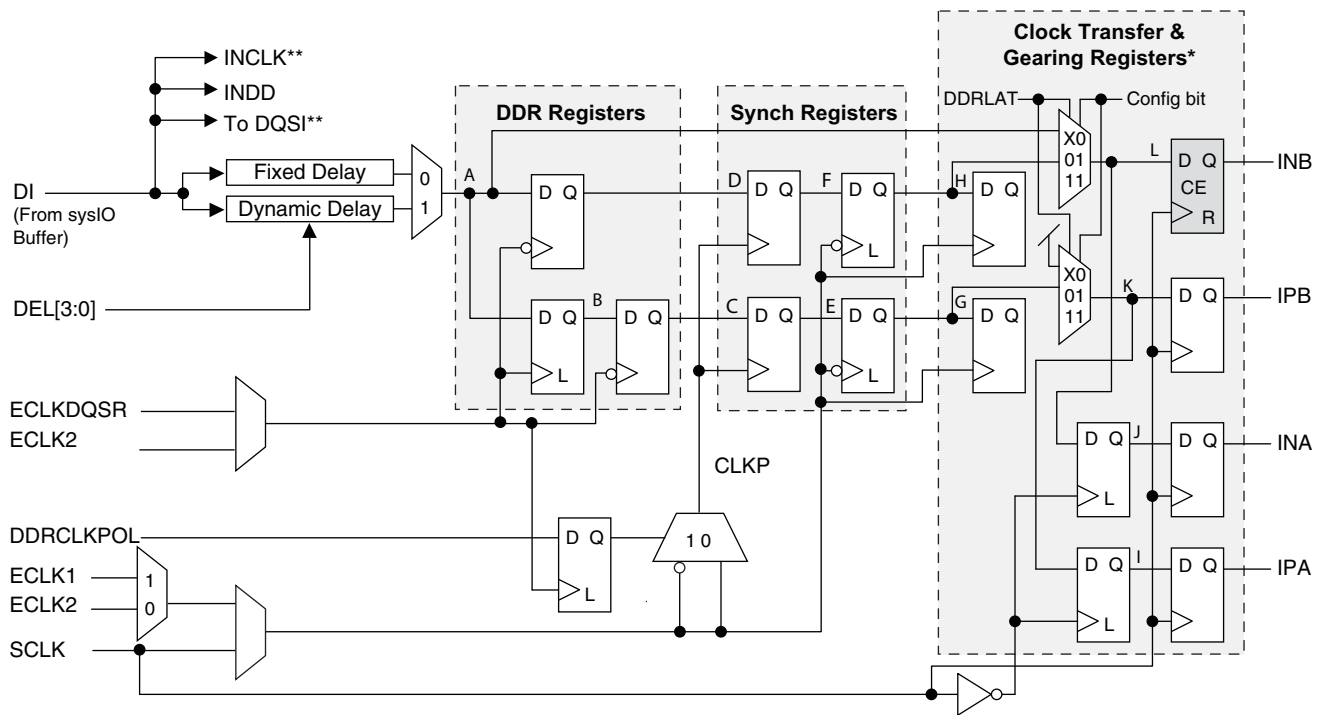 Clock Transfer &
Gearing Registers*
INCLK**
INDD
To DQSI**
DDR Registers
Synch Registers
DDRLAT
Config bit
Fixed Delay
Dynamic Delay
0
1
DI
(From sysIO
Buffer)
DEL[3:0]
A
D Q
D
D Q
F
D Q
L
H
D Q
X0
01
11
L
D Q
CE
R
INB
D Q
L
B
D Q
C
D Q
E
D Q
L
G
D Q
X0
01
11
K
D Q
IPB
ECLKDQSR
ECLK2
CLKP
D Q
L
J
D Q
INA
DDRCLKPOL
D Q
L
1 0
ECLK1
ECLK2
1
0
SCLK
D Q
L
I
D Q
IPA